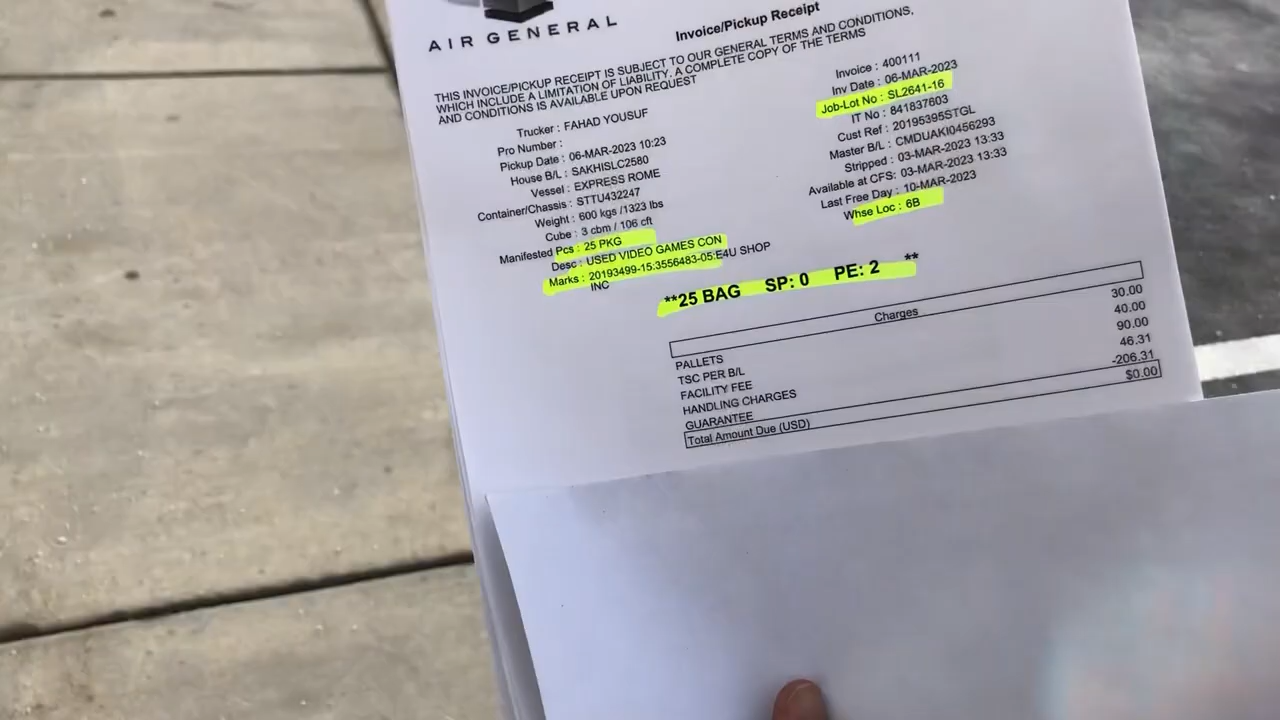 AIR GENERAL
Invoice/Pickup Receipt
THIS INVOICE/PICKUP RECEIPT IS SUBJECT TO OUR GENERAL TERMS AND CONDITIONS,
WHICH INCLUDE A LIMITATION OF LIABILITY. A COMPLETE COPY OF THE TERMS
AND CONDITIONS IS AVAILABLE UPON REQUEST
Trucker : FAHAD YOUSUF
Pro Number :
Pickup Date : 06-MAR-2023 10:23
House B/L : SAKHISLC2580
Vessel : EXPRESS ROME
Container/Chassis : STTU432247
Weight : 600 kgs /1323 lbs
Cube : 3 cbm / 106 cft
Manifested Pcs : 25 PKG
Desc : USED VIDEO GAMES CON
Marks : 20193499-15:3556483-05:E4U SHOP
INC
Invoice : 400111
Inv Date : 06-MAR-2023
Job-Lot No : SL2641-16
IT No : 841837603
Cust Ref : 20195395STGL
Master B/L : CMDUAKI0456293
Stripped : 03-MAR-2023 13:33
Available at CFS: 03-MAR-2023 13:33
Last Free Day : 10-MAR-2023
Whse Loc : 6B
**25 BAG SP: 0 PE: 2 **
Charges
PALLETS 30.00
TSC PER B/L 40.00
FACILITY FEE 90.00
HANDLING CHARGES 46.31
GUARANTEE -206.31
Total Amount Due (USD) $0.00